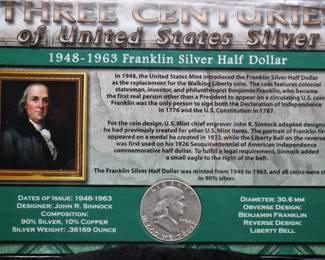 THREE CENTURIES
of United States Silver
1948-1963 Franklin Silver Half Dollar
In 1948, the United States Mint introduced the Franklin Silver Half Dollar
as the replacement for the Walking Liberty coin. The coin features colonial
statesman, inventor, and philanthropist Benjamin Franklin, who became
the first real person other than a President to appear on a circulating U.S. coin.
Franklin was the only person to sign both the Declaration of Independence
in 1776 and the U.S. Constitution in 1787.
For the coin design, U.S. Mint chief engraver John R. Sinnock adapted designs
he had previously created for other U.S. Mint items. The portrait of Franklin
appeared on a medal created in 1933, while the Liberty Bell on the reverse
was first used on his 1926 Sesquicentennial of American Independence
commemorative half dollar. To fulfill a legal requirement, Sinnock added
a small eagle to the right of the bell.
The Franklin Silver Half Dollar was minted from 1948 to 1963, and all coins were struck
in 90% silver.
Dates of Issue: 1948-1963
Designer: John R. Sinnock
Composition:
90% Silver, 10% Copper
Silver Weight: .36169 Ounce
LIBERTY
IN GOD WE TRUST
Diameter: 30.6 mm
Obverse Design:
Benjamin Franklin
Reverse Design:
Liberty Bell